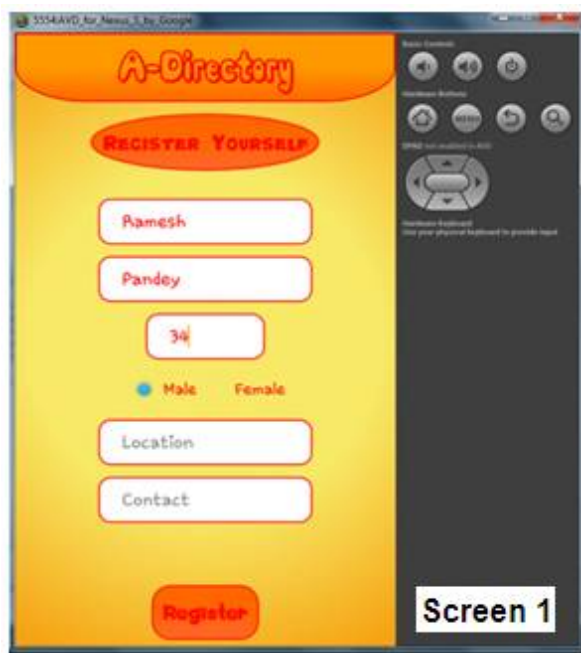 5554:AVD_for_Nexus_S_by_Google
A-Directory
Register Yourself
Ramesh
Pandey
34
Male Female
Location
Contact
Register
Basic Controls
Hardware Buttons
MENU
DPAD not enabled in AVD
Hardware Keyboard
Use your physical keyboard to provide input
Screen 1